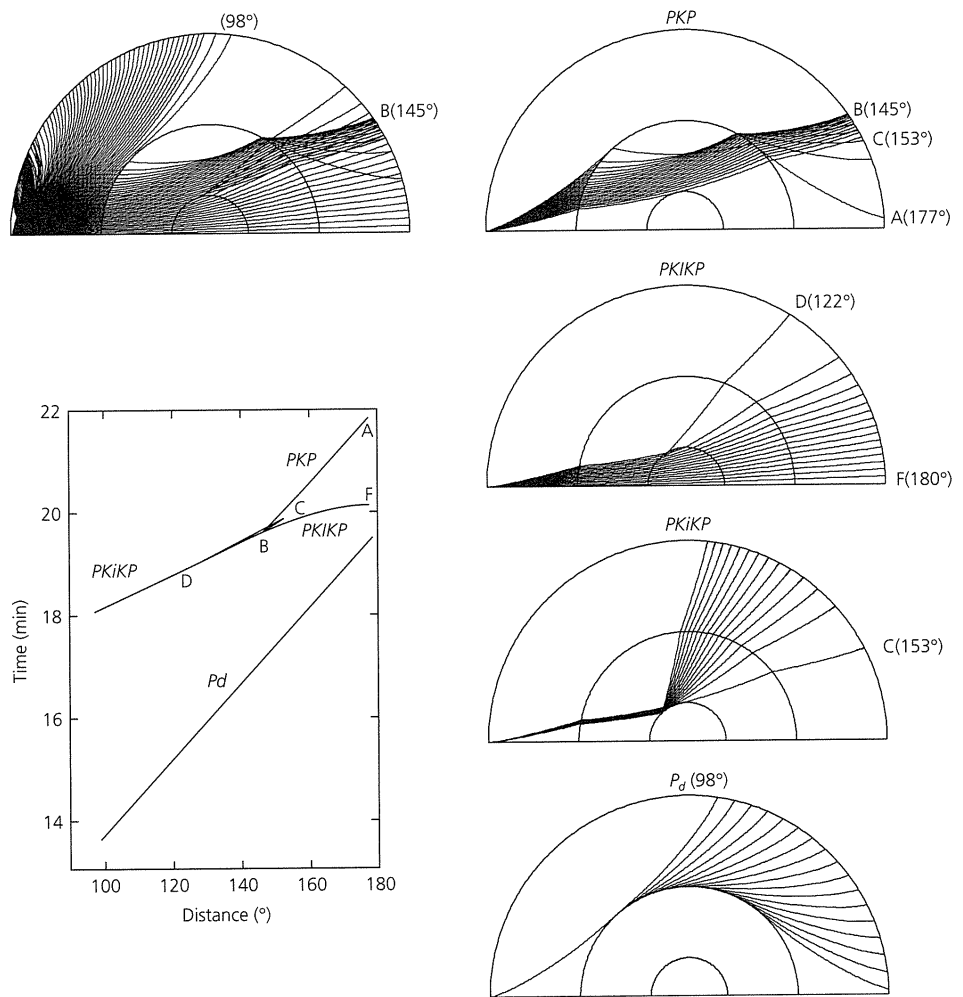 (98°)
B(145°)
PKP
B(145°)
C(153°)
A(177°)
PKIKP
D(122°)
F(180°)
PKiKP
C(153°)
Pd (98°)
22
20
18
16
14
Time (min)
100 120 140 160 180
Distance (°)
A
PKP
F
C
PKIKP
B
PKiKP
D
Pd